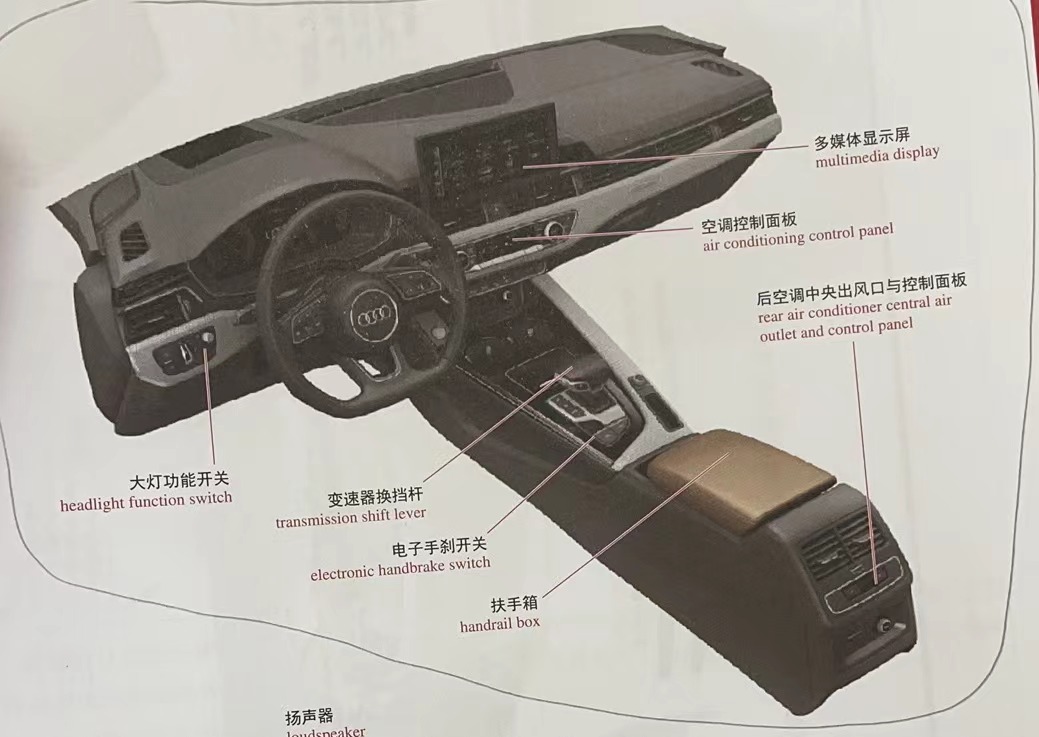 多媒体显示屏
multimedia display
空调控制面板
air conditioning control panel
后空调中央出风口与控制面板
rear air conditioner central air
outlet and control panel
大灯功能开关
headlight function switch
变速器换挡杆
transmission shift lever
电子手刹开关
electronic handbrake switch
扶手箱
handrail box
扬声器
loudspeaker